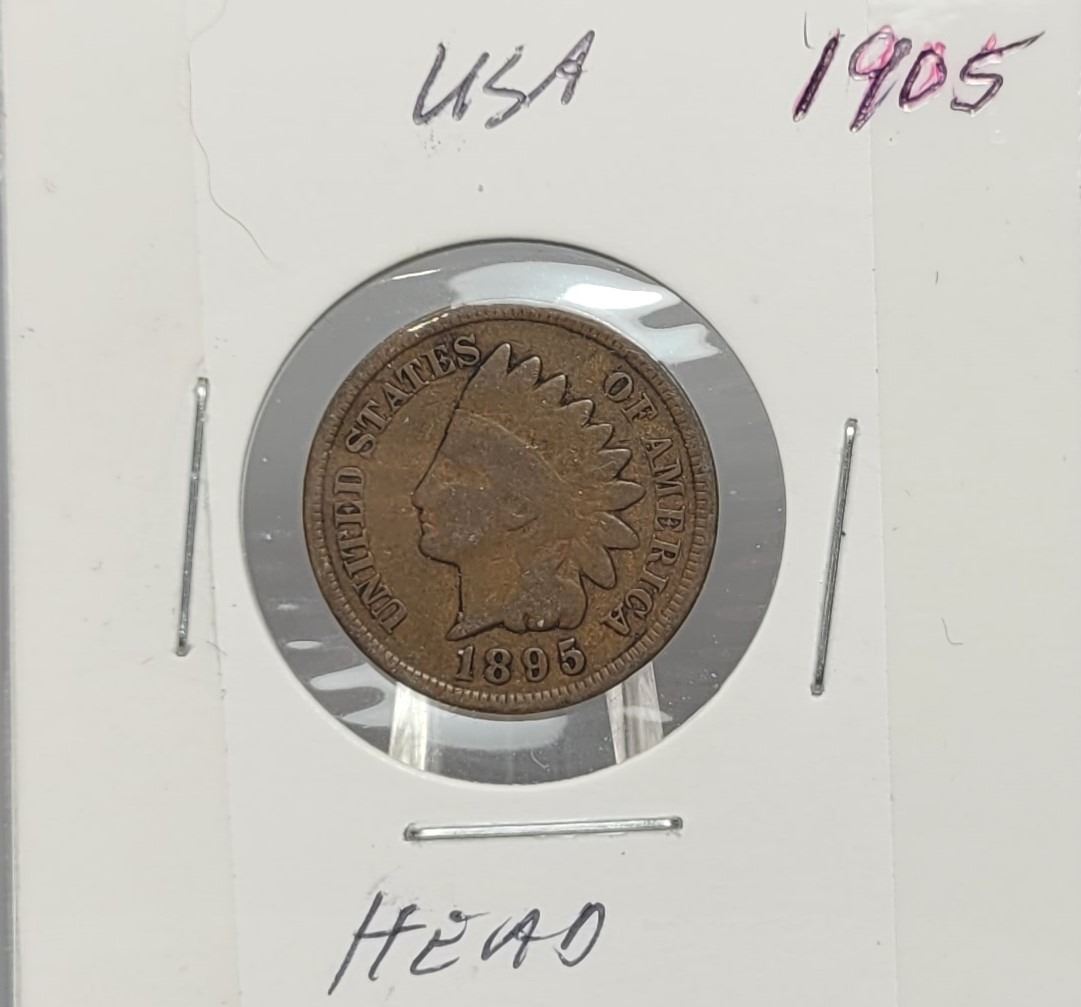 USA 1905
UNITED STATES OF AMERICA
1895
HEAD